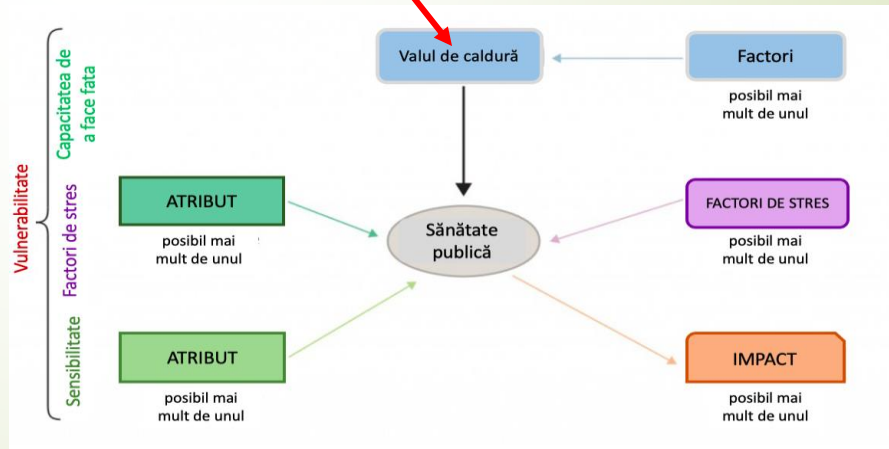 Vulnerabilitate
Capacitatea de
a face fata
Factori de stres
Sensibilitate
Valul de caldură
Factori
posibil mai
mult de unul
ATRIBUT
posibil mai
mult de unul
Sănătate
publică
FACTORI DE STRES
posibil mai
mult de unul
ATRIBUT
posibil mai
mult de unul
IMPACT
posibil mai
mult de unul